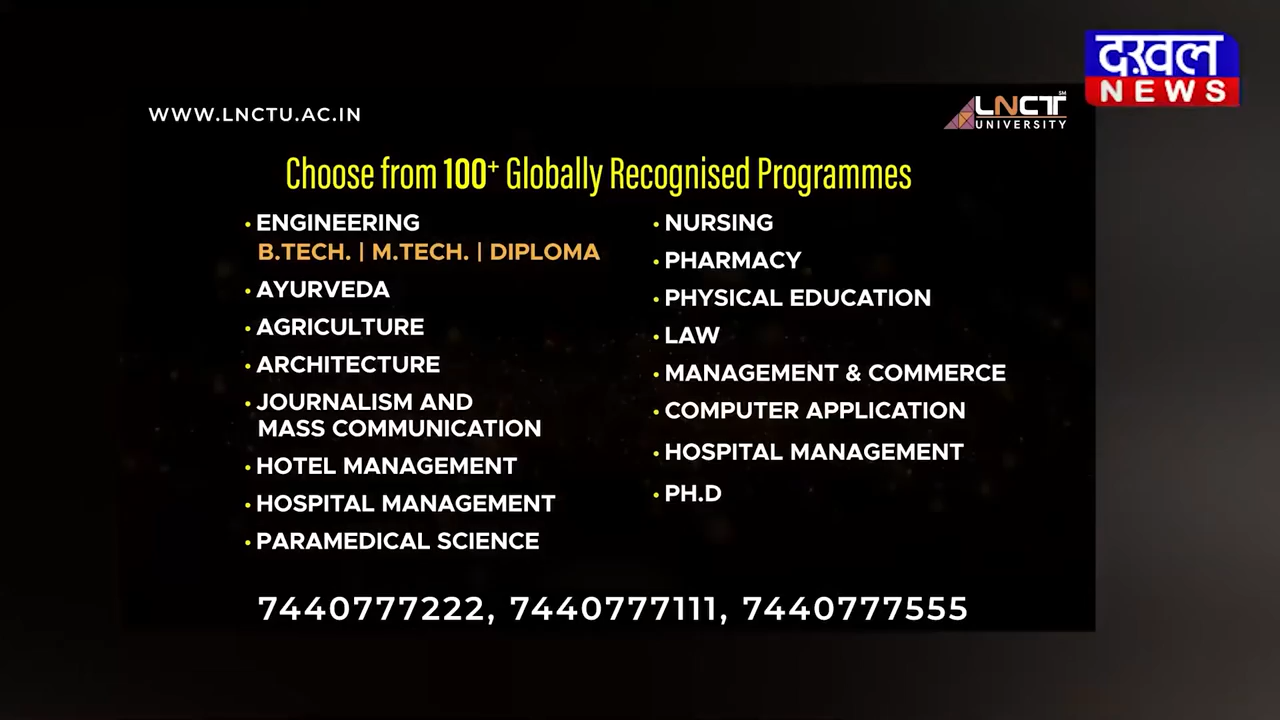 दख़ल
NEWS
WWW.LNCTU.AC.IN
LNCT SM
UNIVERSITY
Choose from 100+ Globally Recognised Programmes
• ENGINEERING
B.TECH. | M.TECH. | DIPLOMA
• AYURVEDA
• AGRICULTURE
• ARCHITECTURE
• JOURNALISM AND
MASS COMMUNICATION
• HOTEL MANAGEMENT
• HOSPITAL MANAGEMENT
• PARAMEDICAL SCIENCE
• NURSING
• PHARMACY
• PHYSICAL EDUCATION
• LAW
• MANAGEMENT & COMMERCE
• COMPUTER APPLICATION
• HOSPITAL MANAGEMENT
• PH.D
7440777222, 7440777111, 7440777555